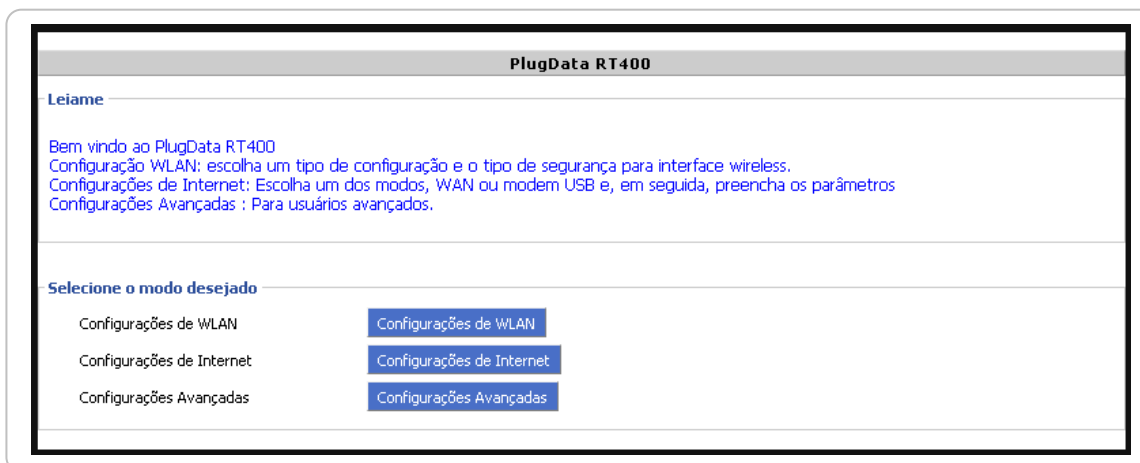 PlugData RT400
Leiame
Bem vindo ao PlugData RT400
Configuração WLAN: escolha um tipo de configuração e o tipo de segurança para interface wireless.
Configurações de Internet: Escolha um dos modos, WAN ou modem USB e, em seguida, preencha os parâmetros
Configurações Avançadas : Para usuários avançados.
Selecione o modo desejado
Configurações de WLAN Configurações de WLAN
Configurações de Internet Configurações de Internet
Configurações Avançadas Configurações Avançadas